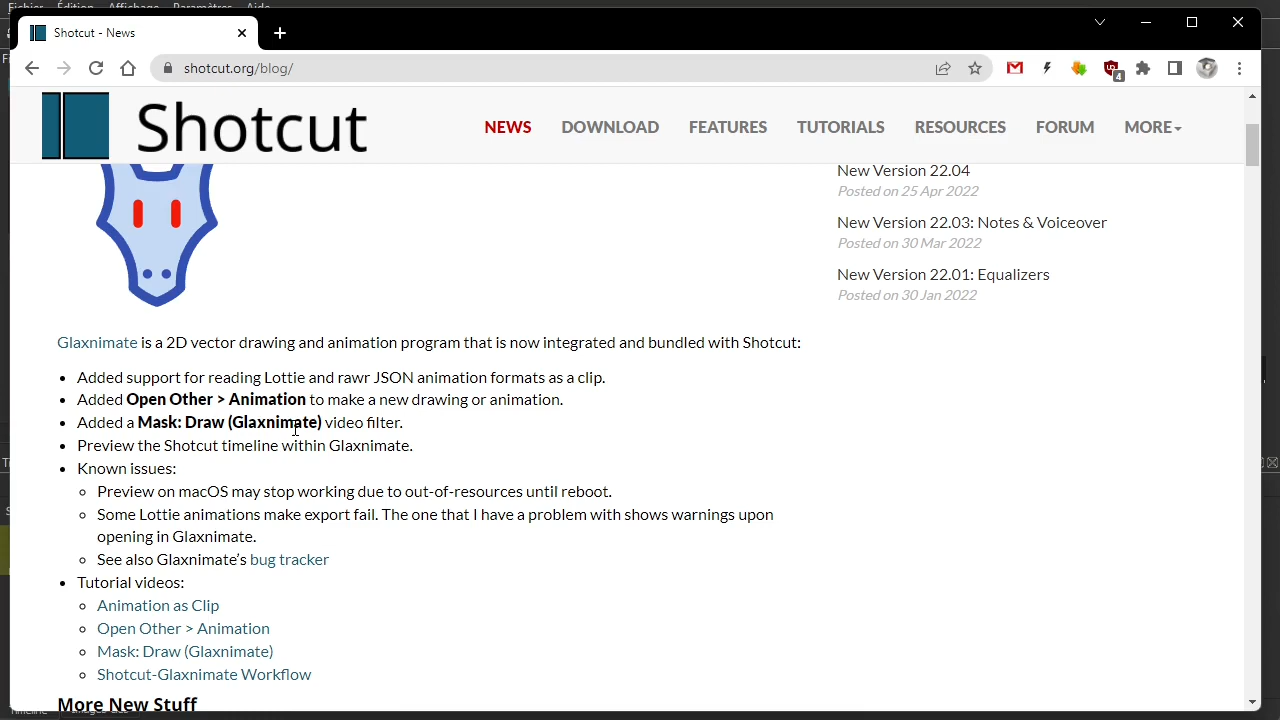 Fichier Édition Affichage Paramètres Aide
Shotcut - News
shotcut.org/blog/
4
Shotcut
NEWS DOWNLOAD FEATURES TUTORIALS RESOURCES FORUM MORE
New Version 22.04
Posted on 25 Apr 2022
New Version 22.03: Notes & Voiceover
Posted on 30 Mar 2022
New Version 22.01: Equalizers
Posted on 30 Jan 2022
Glaxnimate is a 2D vector drawing and animation program that is now integrated and bundled with Shotcut:
Added support for reading Lottie and rawr JSON animation formats as a clip.
Added Open Other > Animation to make a new drawing or animation.
Added a Mask: Draw (Glaxnimate) video filter.
Preview the Shotcut timeline within Glaxnimate.
Known issues:
Preview on macOS may stop working due to out-of-resources until reboot.
Some Lottie animations make export fail. The one that I have a problem with shows warnings upon
opening in Glaxnimate.
See also Glaxnimate’s bug tracker
Tutorial videos:
Animation as Clip
Open Other > Animation
Mask: Draw (Glaxnimate)
Shotcut-Glaxnimate Workflow
More New Stuff
Timeline